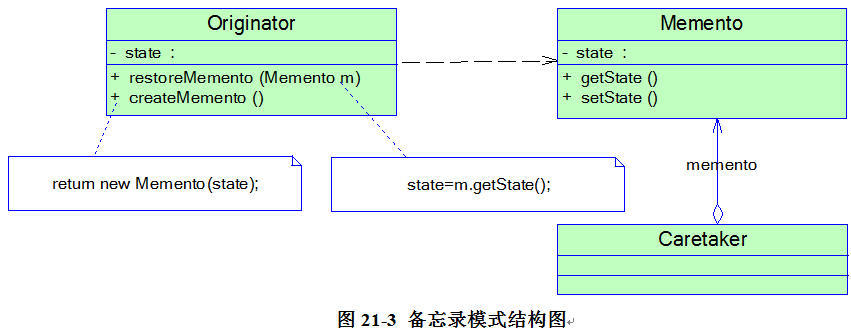 Originator
- state :
+ restoreMemento (Memento m)
+ createMemento ()
Memento
- state :
+ getState ()
+ setState ()
return new Memento(state);
state=m.getState();
memento
Caretaker
图 21-3 备忘录模式结构图